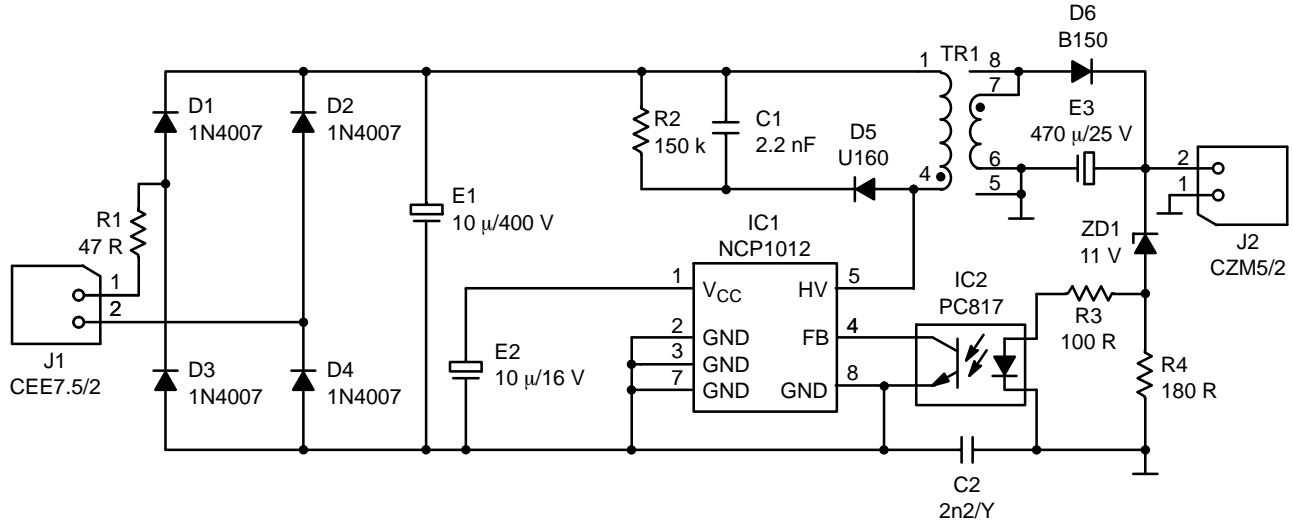 D6
B150
TR1
1
8
7
D1
1N4007
D2
1N4007
R2
150 k
C1
2.2 nF
D5
U160
E3
470 μ/25 V
4
6
5
2
1
J2
CZM5/2
R1
47 R
E1
10 μ/400 V
IC1
NCP1012
ZD1
11 V
1
2
J1
CEE7.5/2
1
VCC
HV
5
IC2
PC817
R3
100 R
2
GND
FB
4
3
GND
7
GND
GND
8
E2
10 μ/16 V
D3
1N4007
D4
1N4007
R4
180 R
C2
2n2/Y